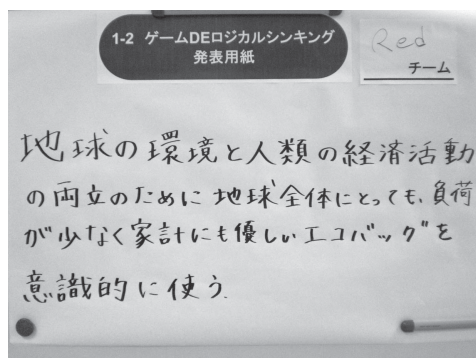 1-2 ゲームDEロジカルシンキング
発表用紙
Red
チーム
地球の環境と人類の経済活動
の両立のために地球全体にとっても、負荷
が少なく家計にも優しいエコバッグを
意識的に使う.